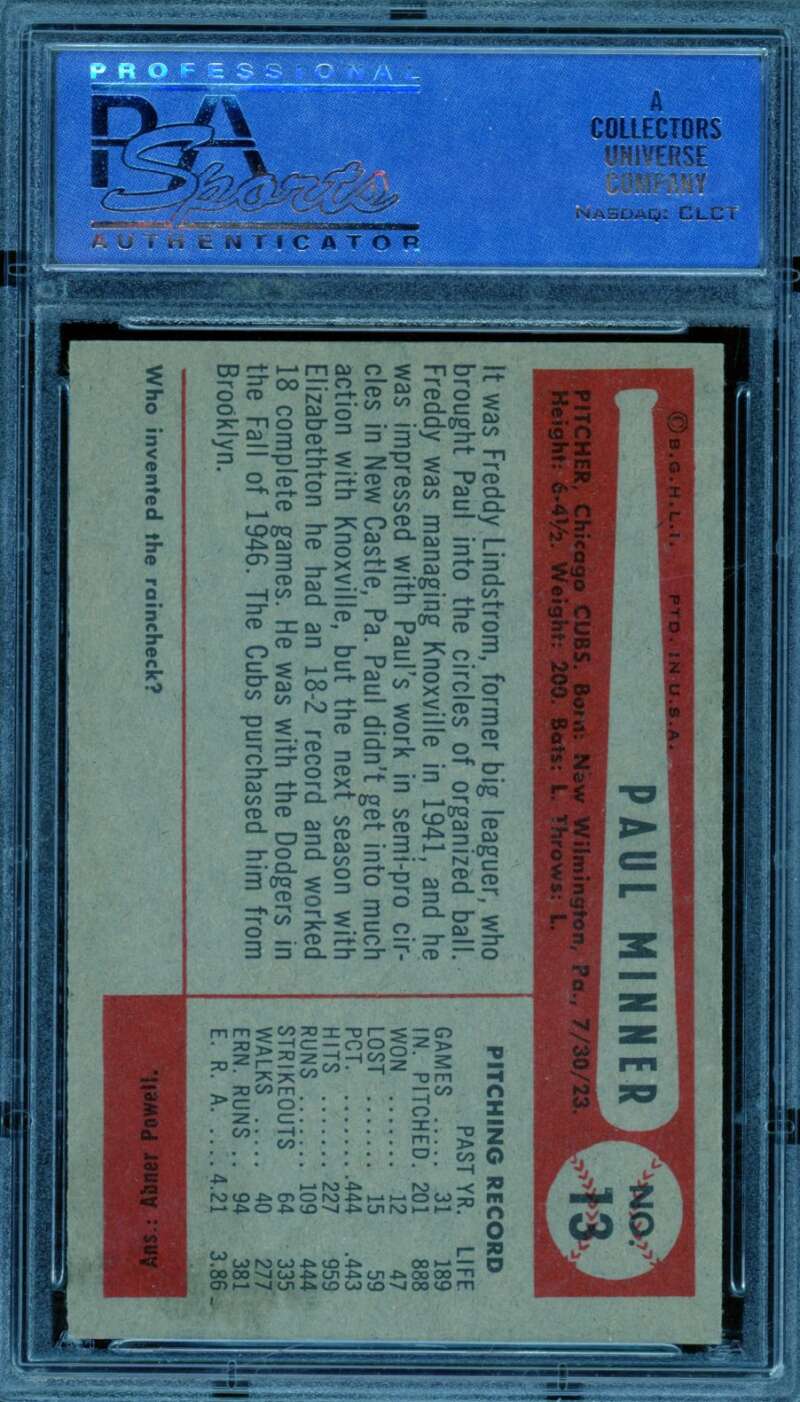 PROFESSIONAL
PSA
Sports
AUTHENTICATOR
A
COLLECTORS
UNIVERSE
COMPANY
NASDAQ: CLCT
© B.G.H.L.I. PTD. IN U.S.A.
PAUL MINNER
NO.
13
PITCHER, Chicago CUBS. Born: New Wilmington, Pa., 7/30/23.
Height: 6-4½. Weight: 200. Bats: L. Throws: L.
It was Freddy Lindstrom, former big leaguer, who
brought Paul into the circles of organized ball.
Freddy was managing Knoxville in 1941, and he
was impressed with Paul's work in semi-pro cir-
cles in New Castle, Pa. Paul didn't get into much
action with Knoxville, but the next season with
Elizabethton he had an 18-2 record and worked
18 complete games. He was with the Dodgers in
the Fall of 1946. The Cubs purchased him from
Brooklyn.
PITCHING RECORD
PAST YR. LIFE
GAMES ..... 31 189
IN. PITCHED. 201 888
WON ...... 12 47
LOST ....... 15 59
PCT. ........ .444 .443
HITS ....... 227 959
RUNS ....... 109 444
STRIKEOUTS 64 335
WALKS ..... 40 277
ERN. RUNS .. 94 381
E. R. A. .... 4.21 3.86
Who invented the raincheck?
Ans: Abner Powell.